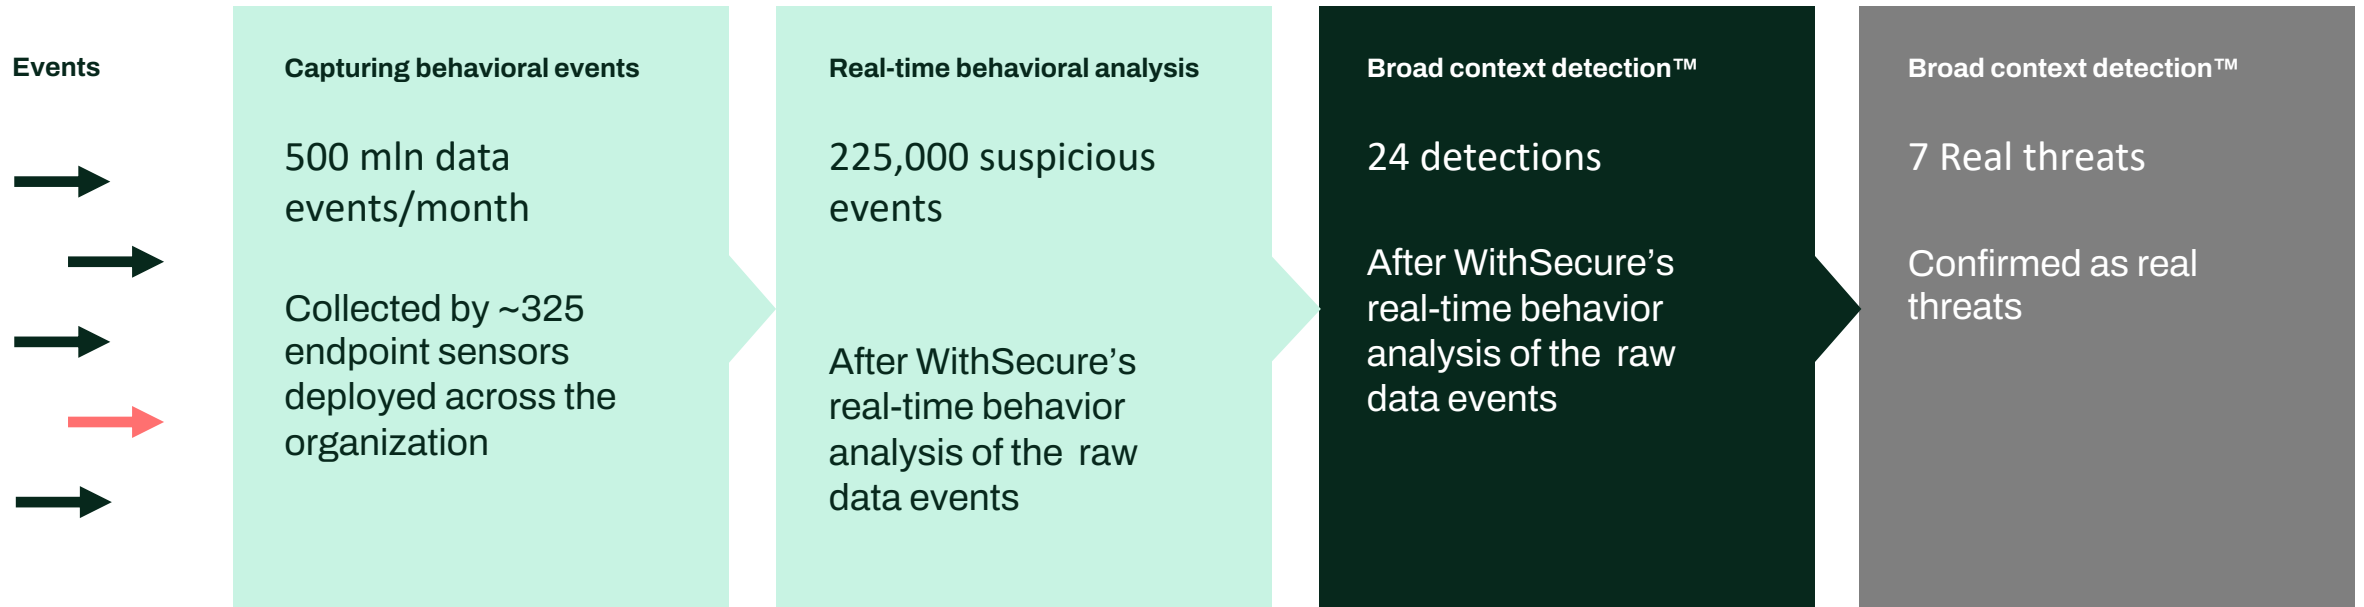 Events
Capturing behavioral events
500 mln data
events/month
Collected by ~325
endpoint sensors
deployed across the
organization
Real-time behavioral analysis
225,000 suspicious
events
After WithSecure’s
real-time behavior
analysis of the  raw
data events
Broad context detection™
24 detections
After WithSecure’s
real-time behavior
analysis of the  raw
data events
Broad context detection™
7 Real threats
Confirmed as real
threats